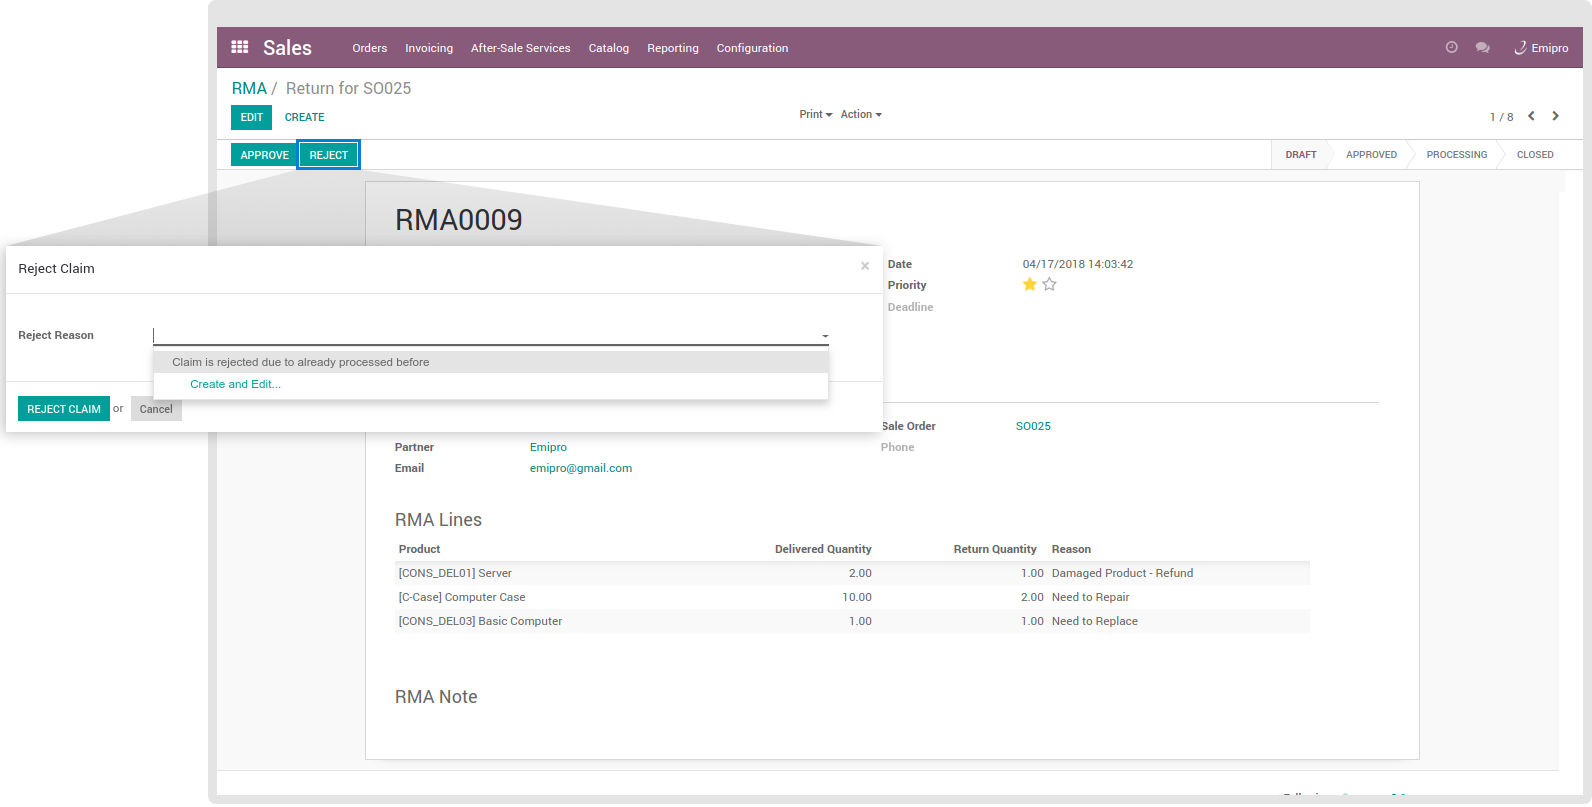 Sales Orders Invoicing After-Sale Services Catalog Reporting Configuration Emipro
RMA / Return for SO025
EDIT CREATE Print Action 1 / 8
APPROVE REJECT DRAFT APPROVED PROCESSING CLOSED
RMA0009
Reject Claim ×
Reject Reason
Claim is rejected due to already processed before
Create and Edit...
REJECT CLAIM or Cancel
Date 04/17/2018 14:03:42
Priority
Deadline
Sale Order SO025
Partner Emipro Phone
Email emipro@gmail.com
RMA Lines
Product Delivered Quantity Return Quantity Reason
[CONS_DEL01] Server 2.00 1.00 Damaged Product - Refund
[C-Case] Computer Case 10.00 2.00 Need to Repair
[CONS_DEL03] Basic Computer 1.00 1.00 Need to Replace
RMA Note